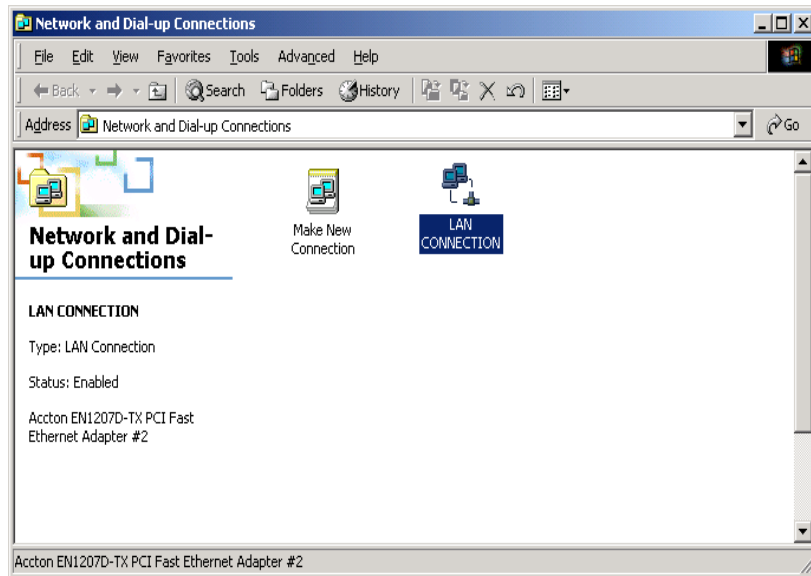 Network and Dial-up Connections
File Edit View Favorites Tools Advanced Help
Back Search Folders History
Address Network and Dial-up Connections Go
Network and Dial-
up Connections
LAN CONNECTION
Type: LAN Connection
Status: Enabled
Accton EN1207D-TX PCI Fast
Ethernet Adapter #2
Make New
Connection
LAN
CONNECTION
Accton EN1207D-TX PCI Fast Ethernet Adapter #2